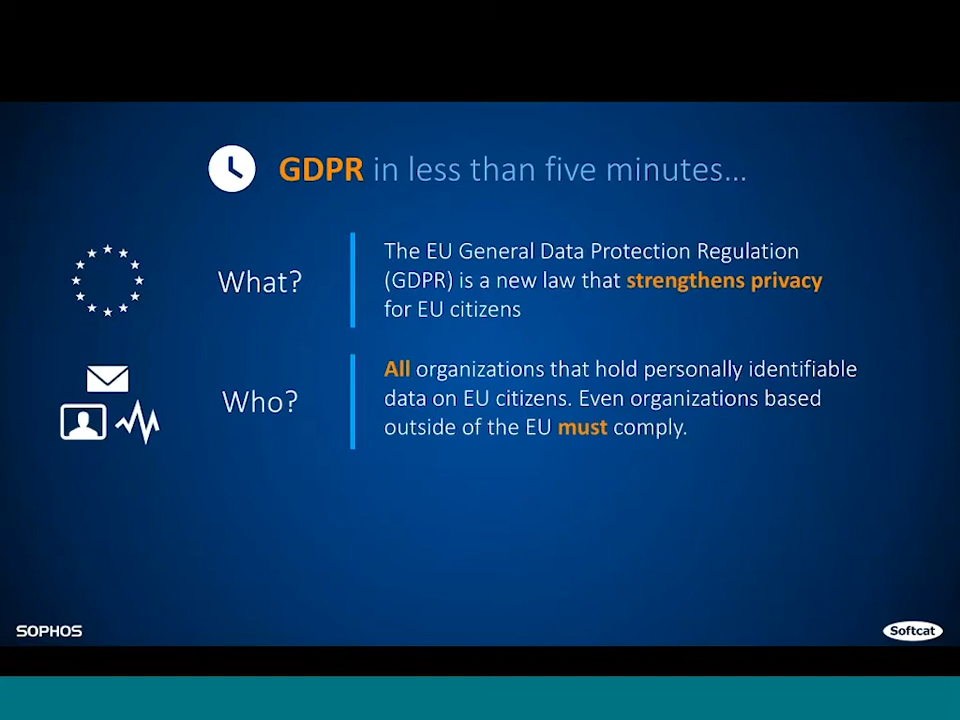 GDPR in less than five minutes...
What?
The EU General Data Protection Regulation
(GDPR) is a new law that strengthens privacy
for EU citizens
Who?
All organizations that hold personally identifiable
data on EU citizens. Even organizations based
outside of the EU must comply.
SOPHOS
Softcat